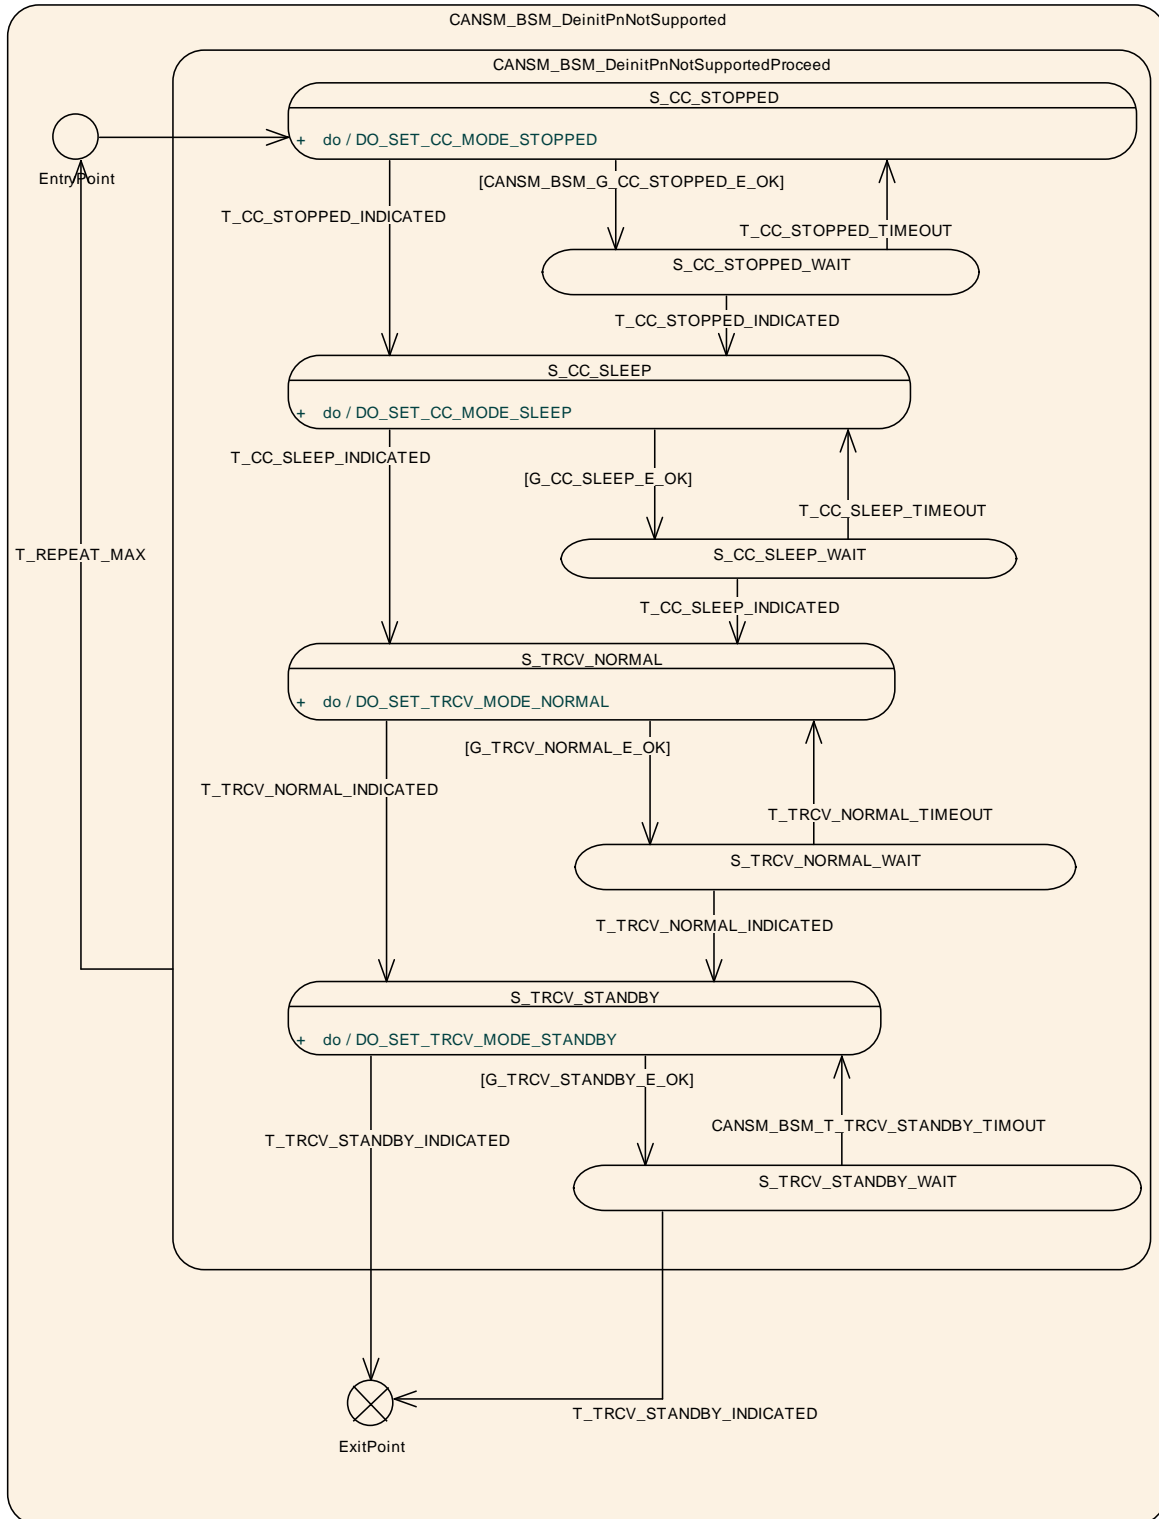 CANSM_BSM_DeinitPnNotSupported
CANSM_BSM_DeinitPnNotSupportedProceed
S_CC_STOPPED
+ do / DO_SET_CC_MODE_STOPPED
EntryPoint
[CANSM_BSM_G_CC_STOPPED_E_OK]
T_CC_STOPPED_INDICATED
T_CC_STOPPED_TIMEOUT
S_CC_STOPPED_WAIT
T_CC_STOPPED_INDICATED
S_CC_SLEEP
+ do / DO_SET_CC_MODE_SLEEP
T_CC_SLEEP_INDICATED
[G_CC_SLEEP_E_OK]
T_CC_SLEEP_TIMEOUT
T_REPEAT_MAX
S_CC_SLEEP_WAIT
T_CC_SLEEP_INDICATED
S_TRCV_NORMAL
+ do / DO_SET_TRCV_MODE_NORMAL
[G_TRCV_NORMAL_E_OK]
T_TRCV_NORMAL_INDICATED
T_TRCV_NORMAL_TIMEOUT
S_TRCV_NORMAL_WAIT
T_TRCV_NORMAL_INDICATED
S_TRCV_STANDBY
+ do / DO_SET_TRCV_MODE_STANDBY
[G_TRCV_STANDBY_E_OK]
CANSM_BSM_T_TRCV_STANDBY_TIMOUT
T_TRCV_STANDBY_INDICATED
S_TRCV_STANDBY_WAIT
T_TRCV_STANDBY_INDICATED
ExitPoint